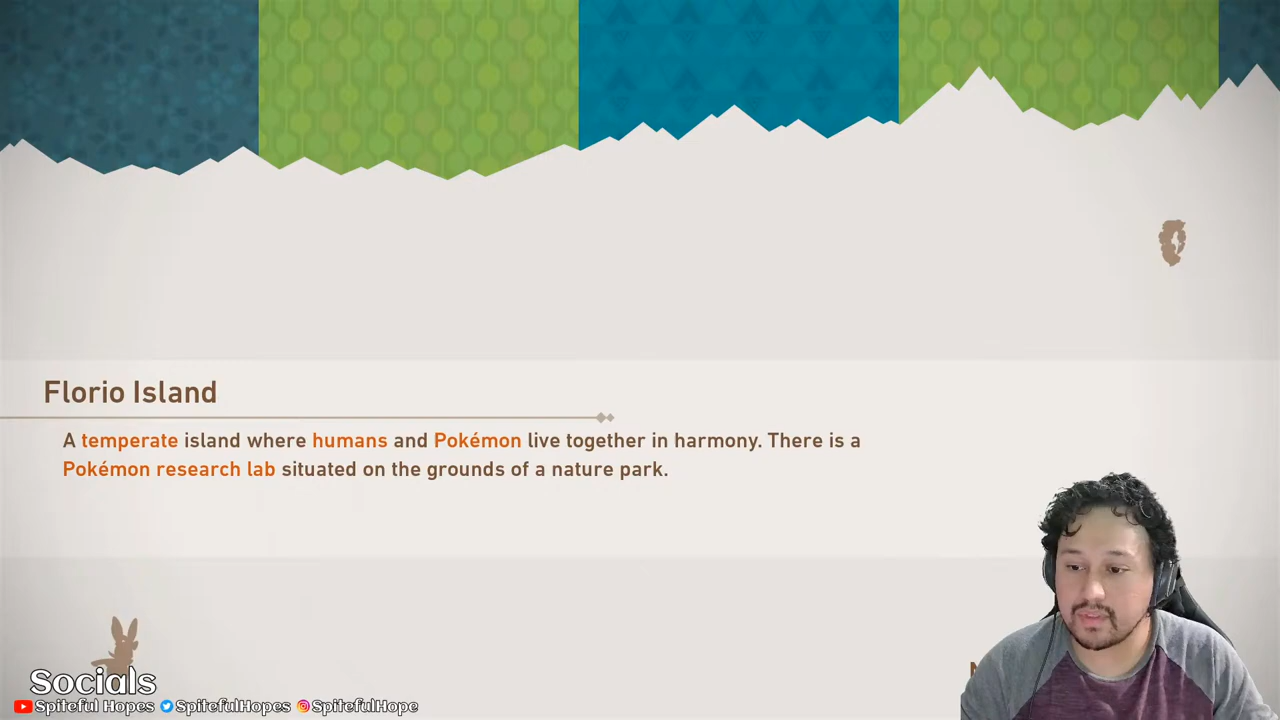 Florio Island
A temperate island where humans and Pokémon live together in harmony. There is a
Pokémon research lab situated on the grounds of a nature park.
Socials
Spiteful Hopes SpitefulHopes SpitefulHope